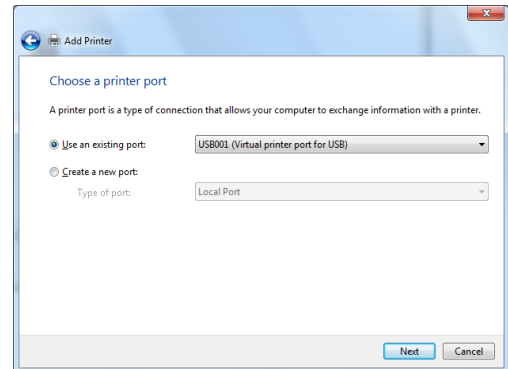 Add Printer
Choose a printer port
A printer port is a type of connection that allows your computer to exchange information with a printer.
Use an existing port: USB001 (Virtual printer port for USB)
Create a new port:
Type of port: Local Port
Next Cancel